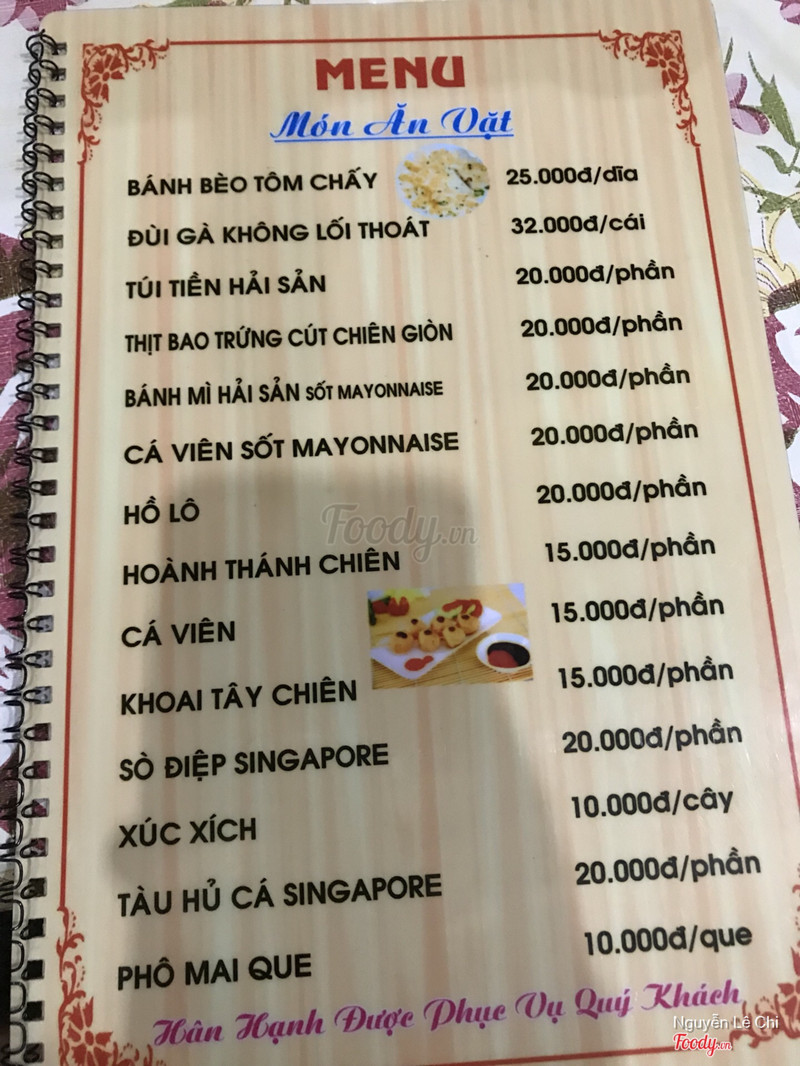 MENU
Món Ăn Vặt
BÁNH BÈO TÔM CHẤY 25.000đ/dĩa
ĐÙI GÀ KHÔNG LỐI THOÁT 32.000đ/cái
TÚI TIỀN HẢI SẢN 20.000đ/phần
THỊT BAO TRỨNG CÚT CHIÊN GIÒN 20.000đ/phần
BÁNH MÌ HẢI SẢN SỐT MAYONNAISE 20.000đ/phần
CÁ VIÊN SỐT MAYONNAISE 20.000đ/phần
HỒ LÔ 20.000đ/phần
Foody.vn
HOÀNH THÁNH CHIÊN 15.000đ/phần
CÁ VIÊN 15.000đ/phần
KHOAI TÂY CHIÊN 15.000đ/phần
SÒ ĐIỆP SINGAPORE 20.000đ/phần
XÚC XÍCH 10.000đ/cây
TÀU HỦ CÁ SINGAPORE 20.000đ/phần
PHÔ MAI QUE 10.000đ/que
Hân Hạnh Được Phục Vụ Quý Khách
Nguyễn Lê Chi
Foody.vn